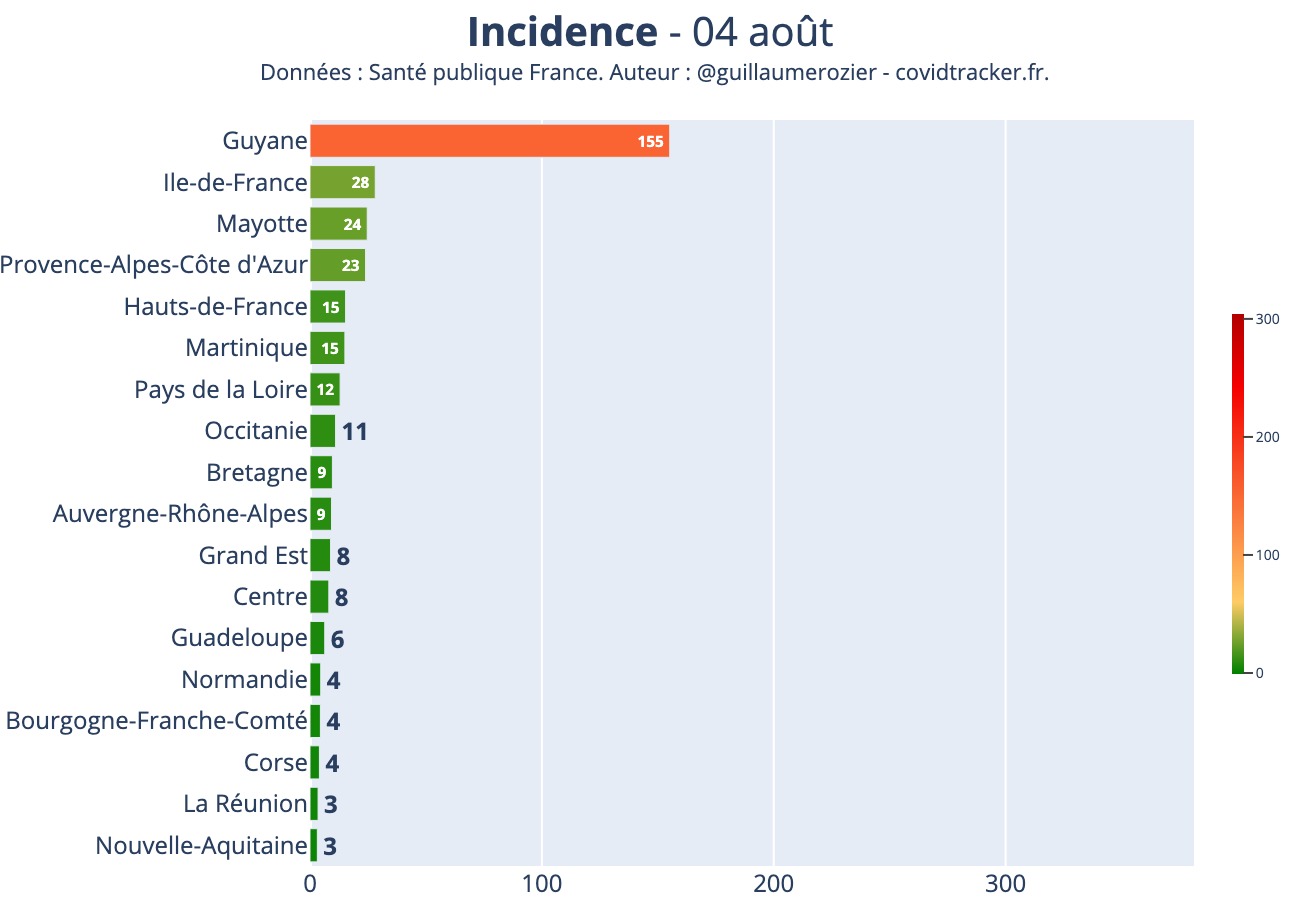 Incidence - 04 août
Données : Santé publique France. Auteur : @guillaumerozier - covidtracker.fr.
Guyane 155
Ile-de-France 28
Mayotte 24
Provence-Alpes-Côte d'Azur 23
Hauts-de-France 15
Martinique 15
Pays de la Loire 12
Occitanie 11
Bretagne 9
Auvergne-Rhône-Alpes 9
Grand Est 8
Centre 8
Guadeloupe 6
Normandie 4
Bourgogne-Franche-Comté 4
Corse 4
La Réunion 3
Nouvelle-Aquitaine 3
0 100 200 300
300
200
100
0